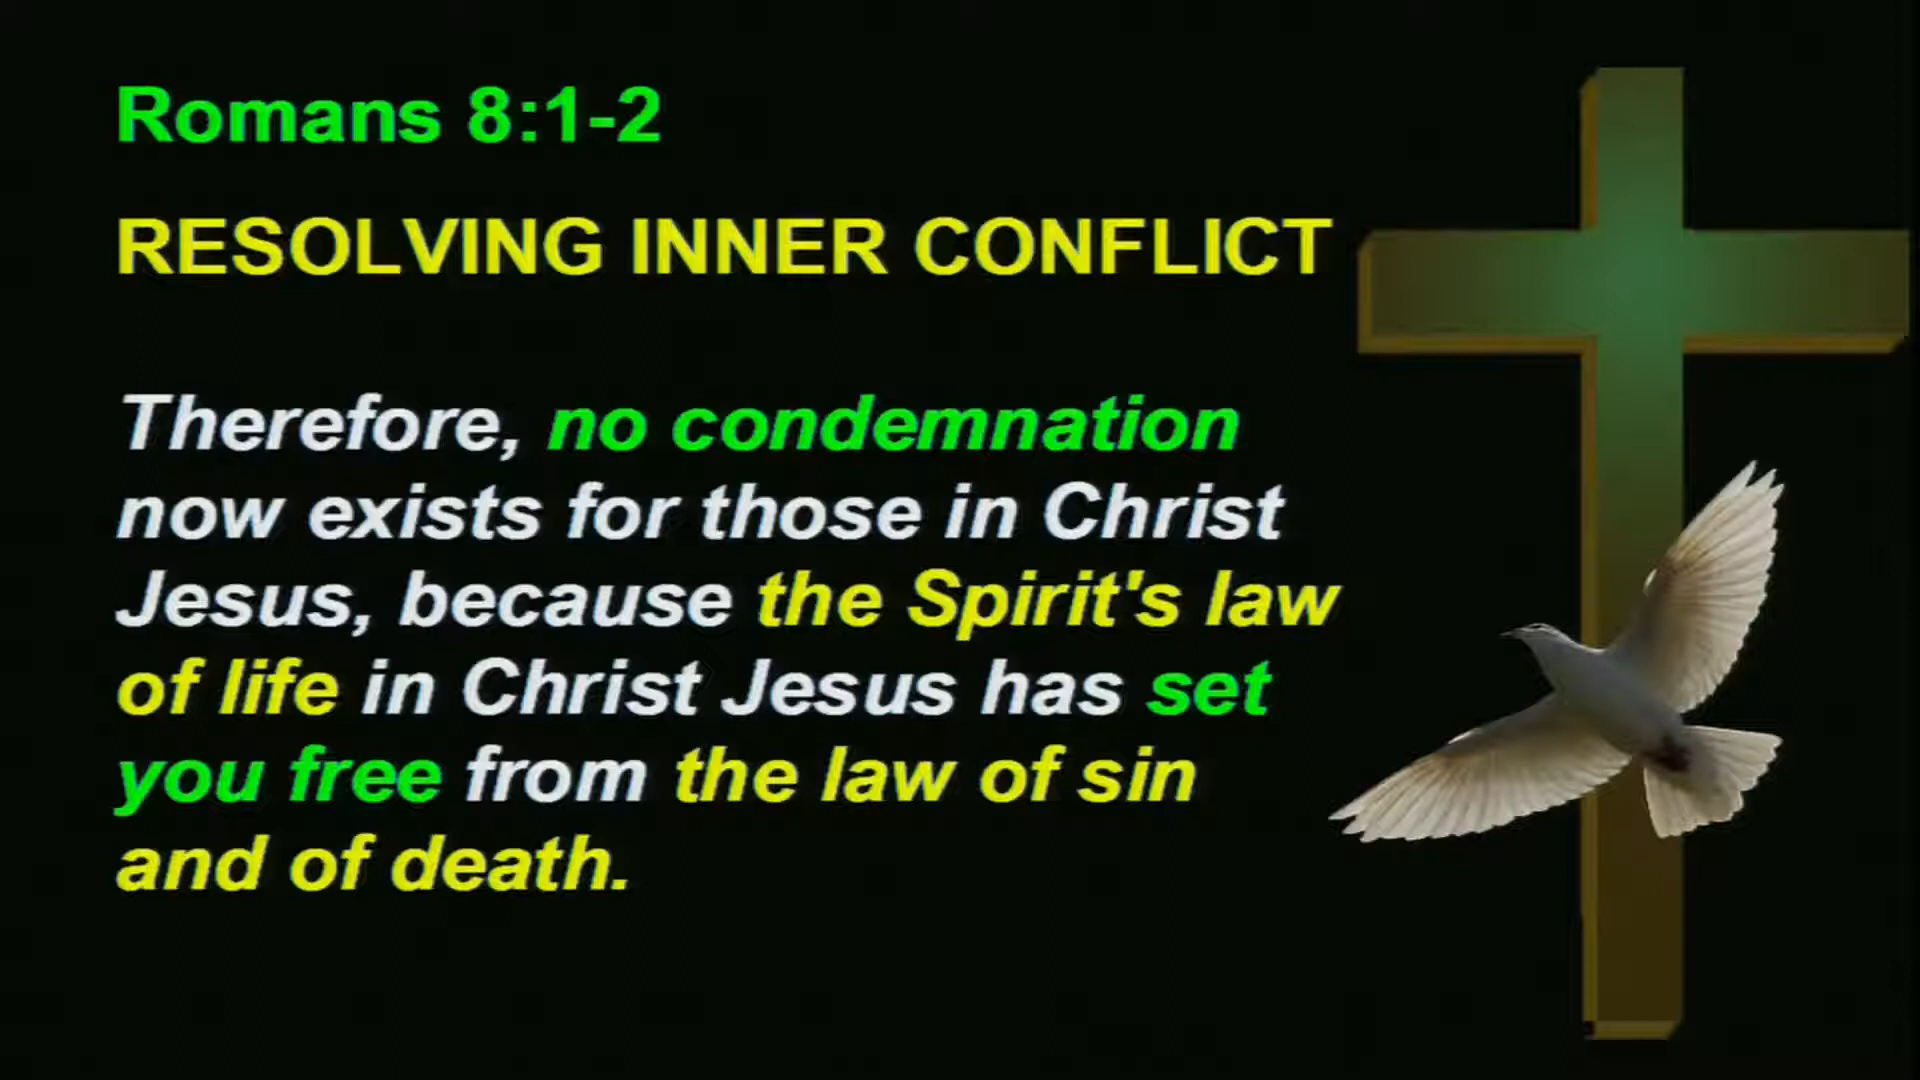 Romans 8:1-2
RESOLVING INNER CONFLICT
Therefore, no condemnation
now exists for those in Christ
Jesus, because the Spirit's law
of life in Christ Jesus has set
you free from the law of sin
and of death.